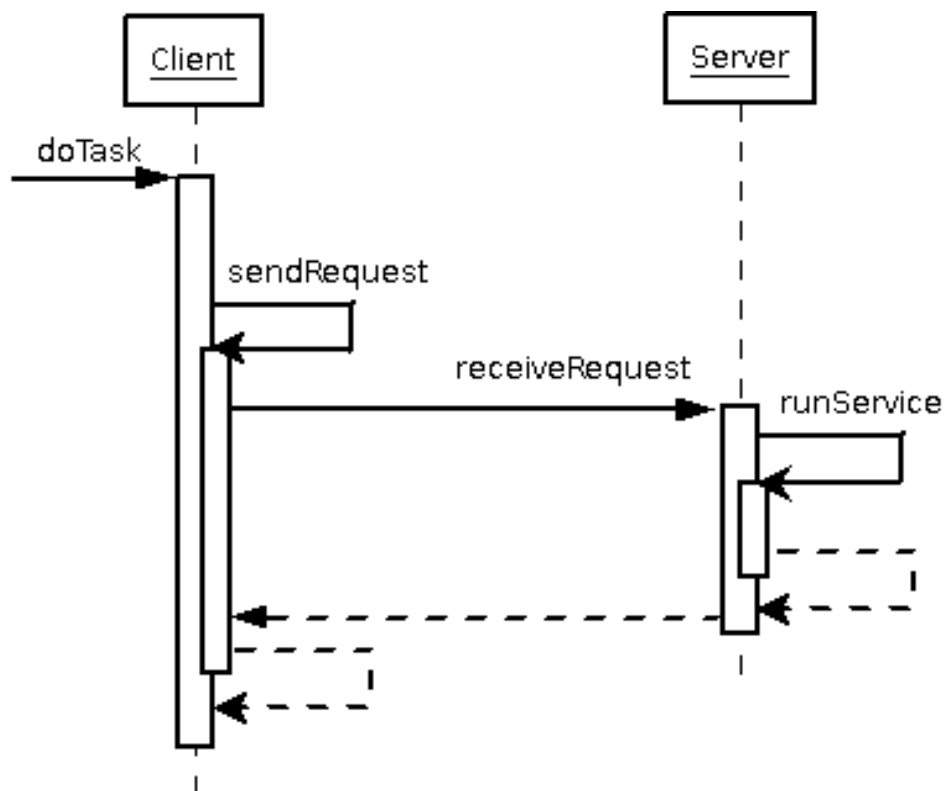 Client
Server
doTask
sendRequest
receiveRequest
runService